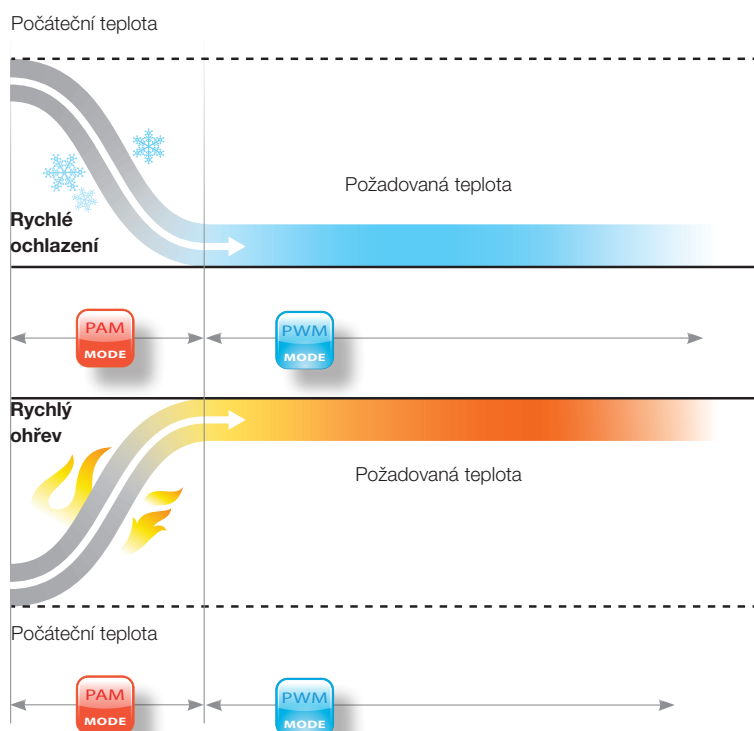 Počáteční teplota
Požadovaná teplota
Rychlé
ochlazení
PAM
MODE
PWM
MODE
Rychlý
ohřev
Požadovaná teplota
Počáteční teplota
PAM
MODE
PWM
MODE